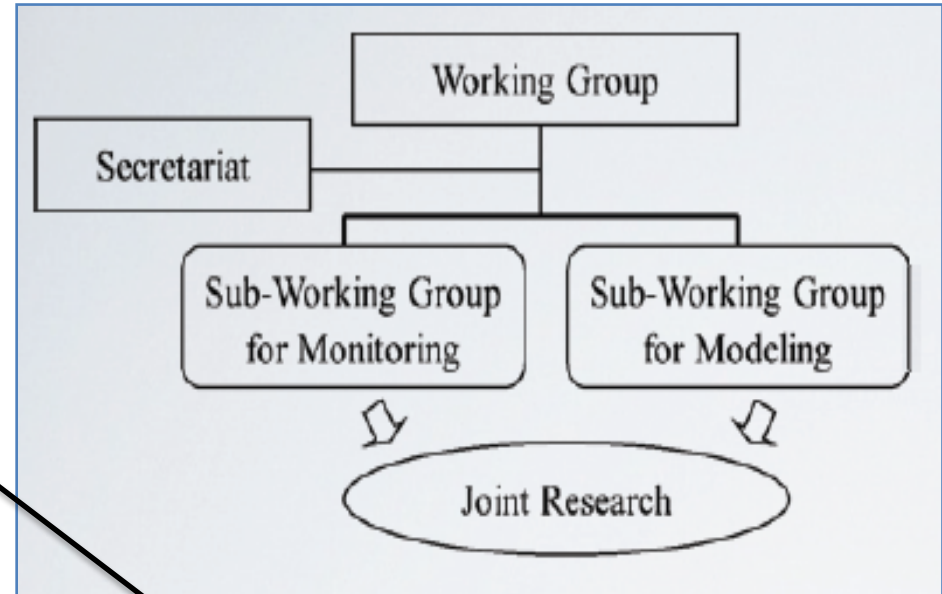 Working Group
Secretariat
Sub-Working Group
for Monitoring
Sub-Working Group
for Modeling
Joint Research